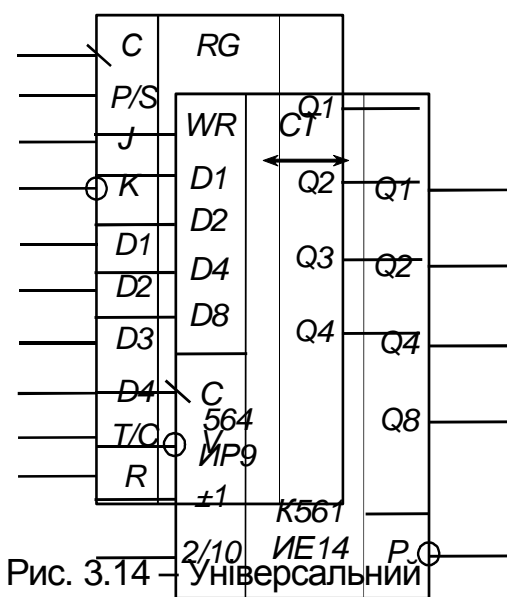 C RG
P/S
Q1
WR CT
J
K
D1
Q2
Q1
D2
D1
D4
Q3
Q2
D2
D8
Q4
D3
Q4
D4
C
564
Q8
T/C
V
ИР9
R
±1
К561
2/10
ИЕ14
P
Рис. 3.14 – Універсальний